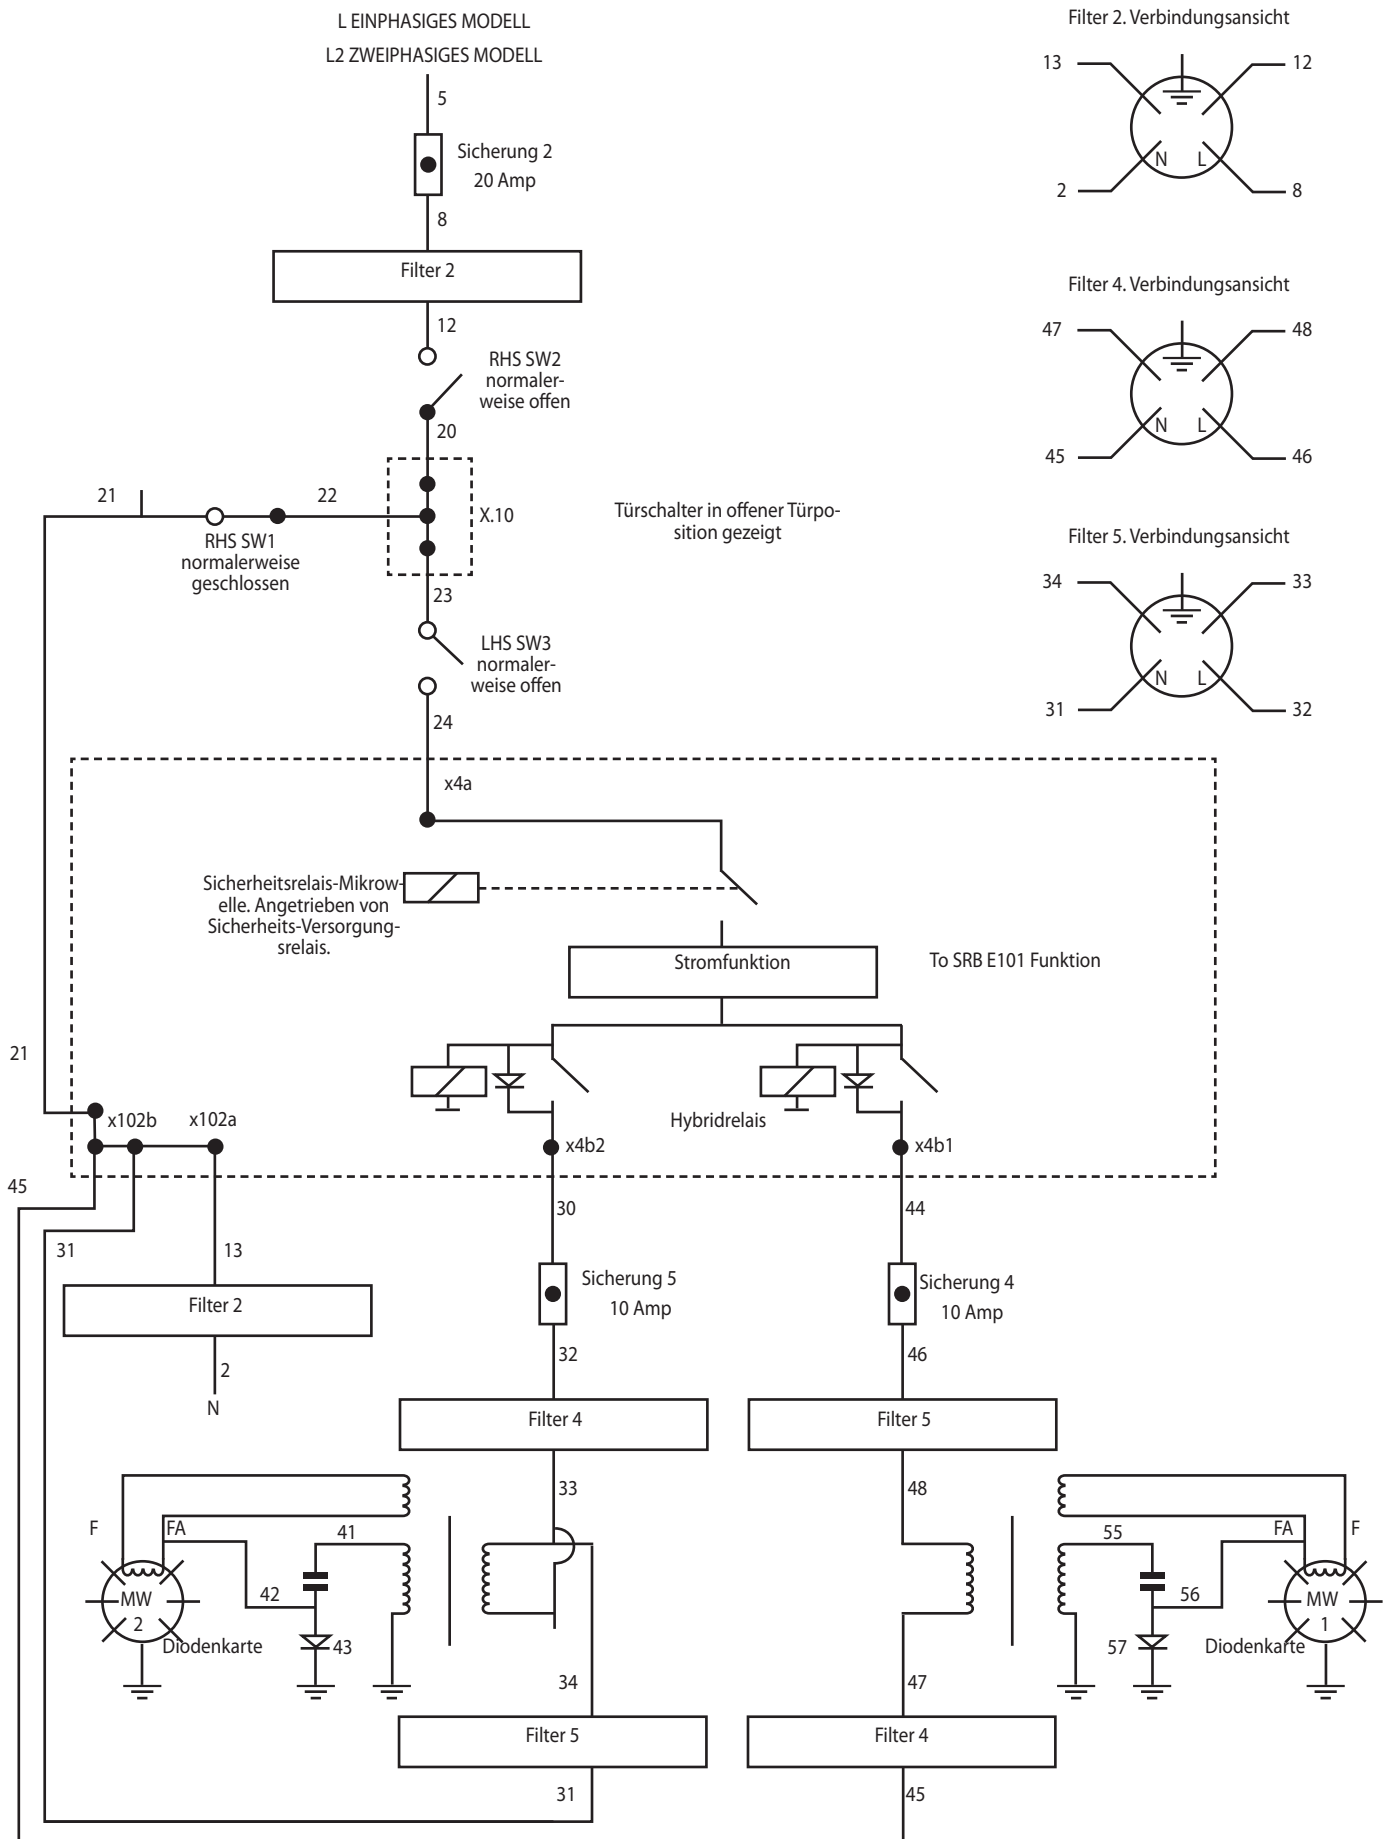 L EINPHASIGES MODELL
L2 ZWEIPHASIGES MODELL
5
Sicherung 2
20 Amp
8
Filter 2
12
RHS SW2
normaler-
weise offen
20
X.10
21
22
RHS SW1
normalerweise
geschlossen
23
LHS SW3
normaler-
weise offen
24
Türschalter in offener Türpo-
sition gezeigt
Filter 2. Verbindungsansicht
13
12
N
L
2
8
Filter 4. Verbindungsansicht
47
48
N
L
45
46
Filter 5. Verbindungsansicht
34
33
N
L
31
32
x4a
Sicherheitsrelais-Mikrow-
elle. Angetrieben von
Sicherheits-Versorgung-
srelais.
Stromfunktion
To SRB E101 Funktion
21
x102b
x102a
Hybridrelais
x4b2
x4b1
45
31
13
30
44
Filter 2
2
N
Sicherung 5
10 Amp
Sicherung 4
10 Amp
32
46
Filter 4
Filter 5
33
48
F
FA
41
42
MW
2
Diodenkarte
43
55
FA
F
56
MW
1
57
Diodenkarte
34
47
Filter 5
Filter 4
31
45